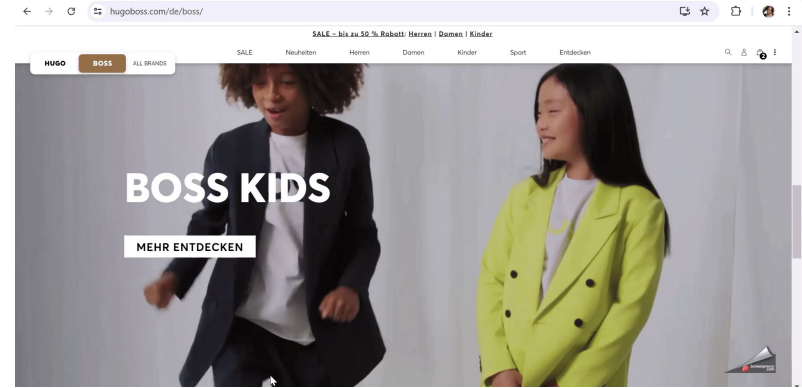 hugoboss.com/de/boss/
SALE – bis zu 50 % Rabatt: Herren | Damen | Kinder
HUGO BOSS ALL BRANDS SALE Neuheiten Herren Damen Kinder Sport Entdecken 2
BOSS KIDS
MEHR ENTDECKEN